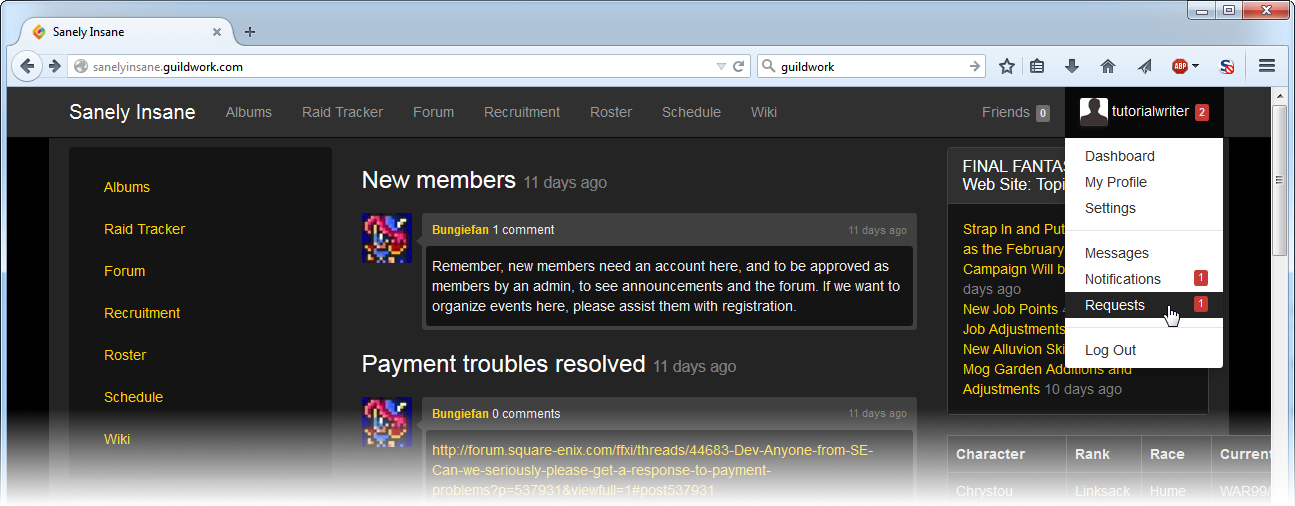 Sanely Insane
sanelyinsane.guildwork.com
guildwork
ABP
S
Sanely Insane Albums Raid Tracker Forum Recruitment Roster Schedule Wiki Friends 0 tutorialwriter 2
Albums
Raid Tracker
Forum
Recruitment
Roster
Schedule
Wiki
New members 11 days ago
Bungiefan 1 comment 11 days ago
Remember, new members need an account here, and to be approved as
members by an admin, to see announcements and the forum. If we want to
organize events here, please assist them with registration.
Payment troubles resolved 11 days ago
Bungiefan 0 comments 11 days ago
http://forum.square-enix.com/ffxi/threads/44683-Dev-Anyone-from-SE-
Can-we-seriously-please-get-a-response-to-payment-
problems?p=537931&viewfull=1#post537931
Dashboard
My Profile
Settings
Messages
Notifications 1
Requests 1
Log Out
FINAL FANTAS
Web Site: Topi
Strap In and Put
as the February
Campaign Will b
days ago
New Job Points
Job Adjustments
New Alluvion Ski
Mog Garden Additions and
Adjustments 10 days ago
Character Rank Race Current
Chrystou Linksack Hume WAR99/